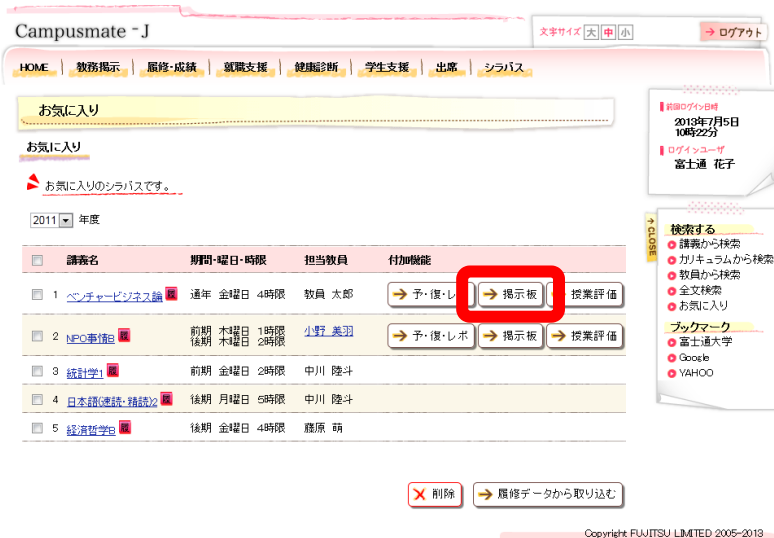 Campusmate-J
文字サイズ 大 中 小
→ ログアウト
HOME 教務掲示 履修・成績 就職支援 健康診断 学生支援 出席 シラバス
お気に入り
お気に入り
お気に入りのシラバスです。
2011 年度
講義名 期間・曜日・時限 担当教員 付加機能
1 ベンチャービジネス論 履 通年 金曜日 4時限 教員 太郎 → 予・復・レ → 掲示板 授業評価
2 NPO事情B 履 前期 木曜日 1時限 小野 美羽 → 予・復・レポ → 掲示板 → 授業評価
後期 木曜日 2時限
3 統計学1 履 前期 金曜日 2時限 中川 陸斗
4 日本語(速読・精読)2 履 後期 月曜日 5時限 中川 陸斗
5 経済哲学B 履 後期 金曜日 4時限 藤原 萌
削除 → 履修データから取り込む
前回ログイン日時
2013年7月5日
10時22分
ログインユーザ
富士通 花子
→ CLOSE
検索する
講義から検索
カリキュラムから検索
教員から検索
全文検索
お気に入り
ブックマーク
富士通大学
Google
YAHOO
Copyright FUJITSU LIMITED 2005-2013